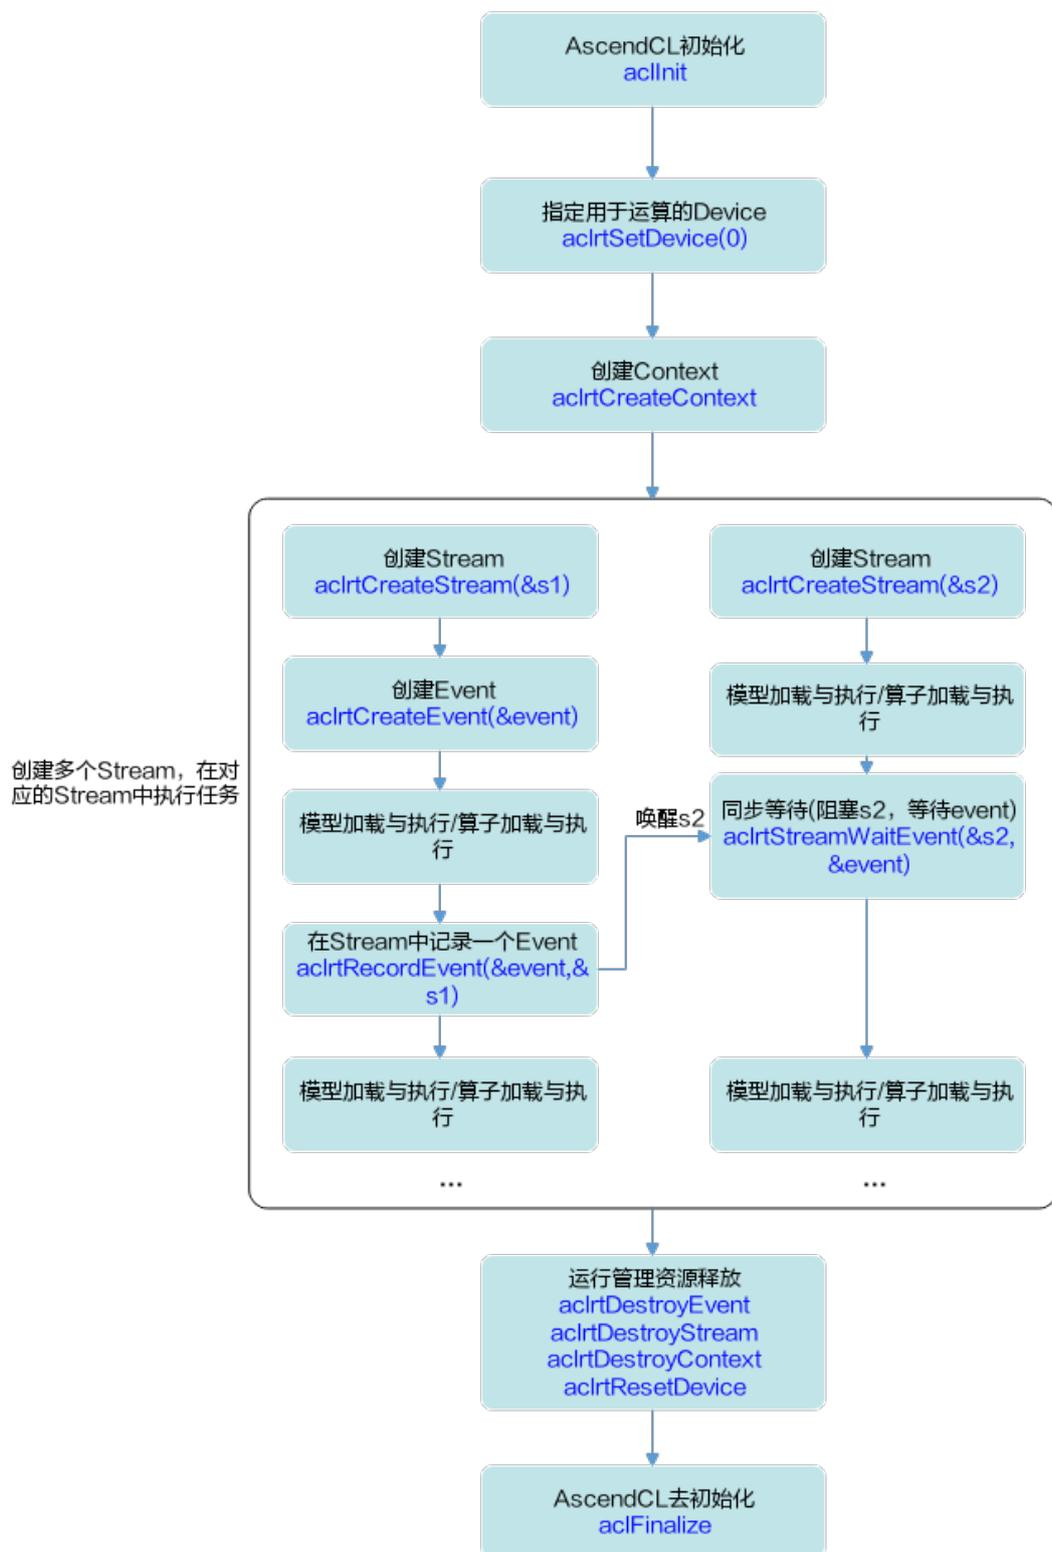 AscendCL初始化
aclInit
指定用于运算的Device
aclrtSetDevice(0)
创建Context
aclrtCreateContext
创建多个Stream，在对
应的Stream中执行任务
创建Stream
aclrtCreateStream(&s1)
创建Event
aclrtCreateEvent(&event)
模型加载与执行/算子加载与执
行
在Stream中记录一个Event
aclrtRecordEvent(&event,&
s1)
模型加载与执行/算子加载与执
行
...
唤醒s2
创建Stream
aclrtCreateStream(&s2)
模型加载与执行/算子加载与执
行
同步等待(阻塞s2，等待event)
aclrtStreamWaitEvent(&s2,
&event)
模型加载与执行/算子加载与执
行
...
运行管理资源释放
aclrtDestroyEvent
aclrtDestroyStream
aclrtDestroyContext
aclrtResetDevice
AscendCL去初始化
aclFinalize